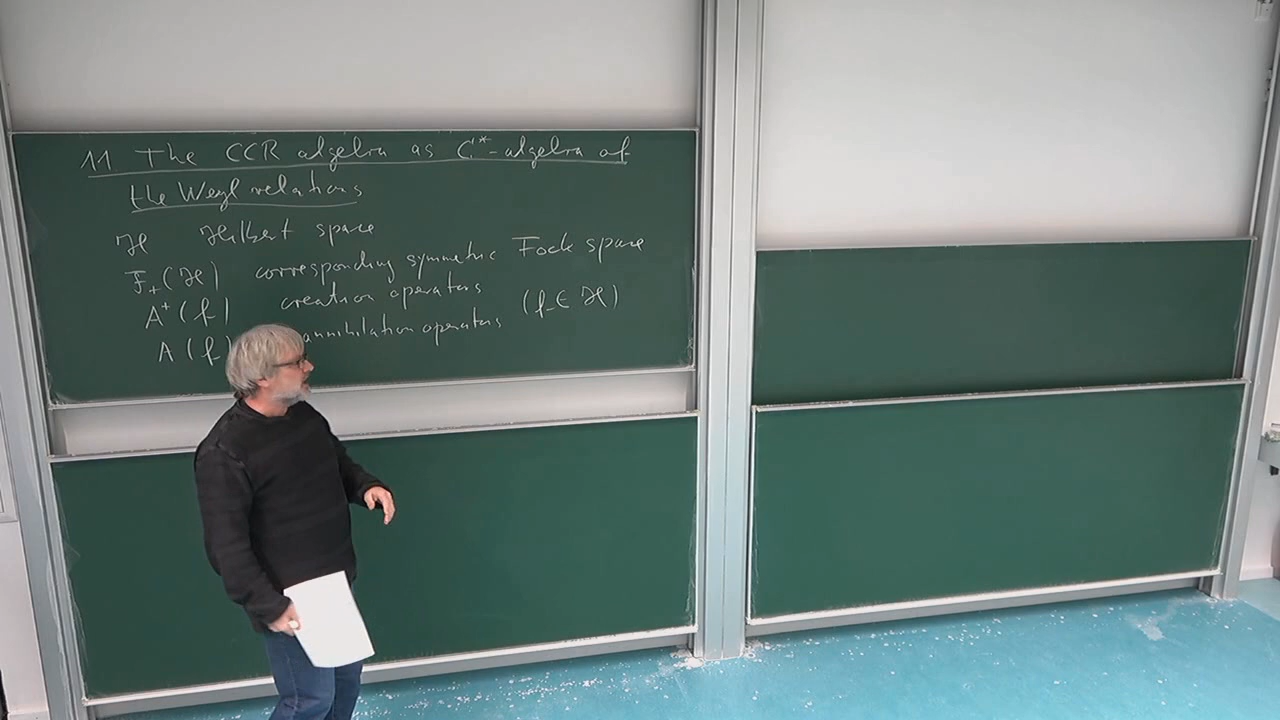 11 The CCR algebra as C*-algebra of
the Weyl relations
ℋ Hilbert space
F₊(ℋ) corresponding symmetric Fock space
A⁺(f) creation operators
A(f) annihilation operators (f ∈ ℋ)